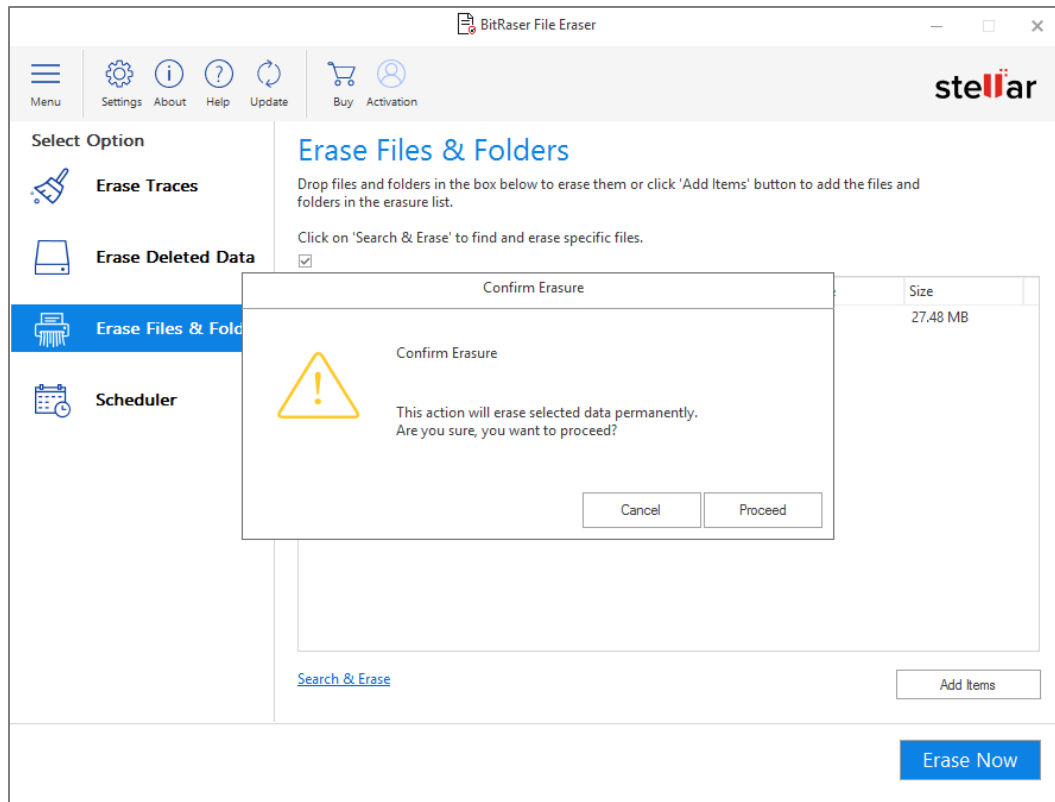 BitRaser File Eraser
Menu
Settings
About
Help
Update
Buy
Activation
stellar
Select Option
Erase Traces
Erase Deleted Data
Erase Files & Fold
Scheduler
Erase Files & Folders
Drop files and folders in the box below to erase them or click 'Add Items' button to add the files and
folders in the erasure list.
Click on 'Search & Erase' to find and erase specific files.
Size
27.48 MB
Confirm Erasure
Confirm Erasure
This action will erase selected data permanently.
Are you sure, you want to proceed?
Cancel
Proceed
Search & Erase
Add Items
Erase Now